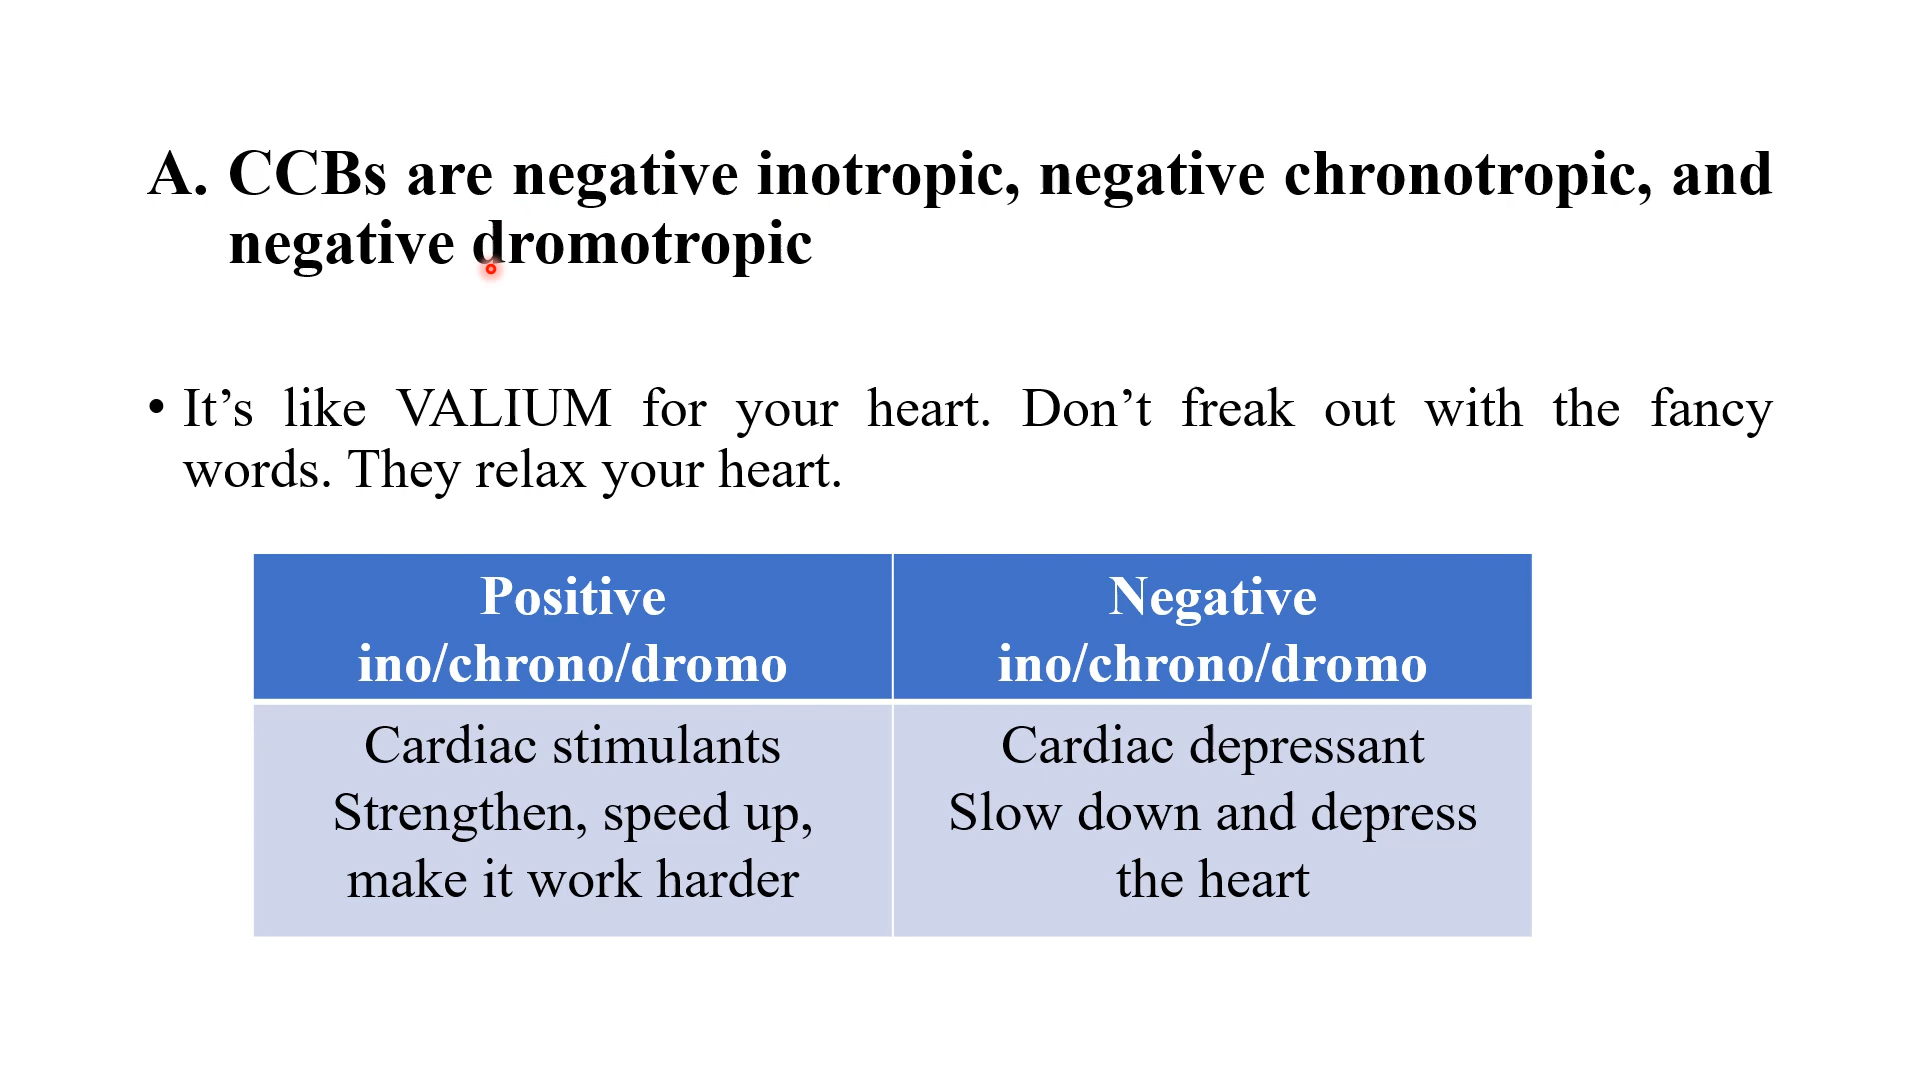 A. CCBs are negative inotropic, negative chronotropic, and
negative dromotropic
• It’s like VALIUM for your heart. Don’t freak out with the fancy
words. They relax your heart.
Positive
ino/chrono/dromo
Negative
ino/chrono/dromo
Cardiac stimulants
Strengthen, speed up,
make it work harder
Cardiac depressant
Slow down and depress
the heart